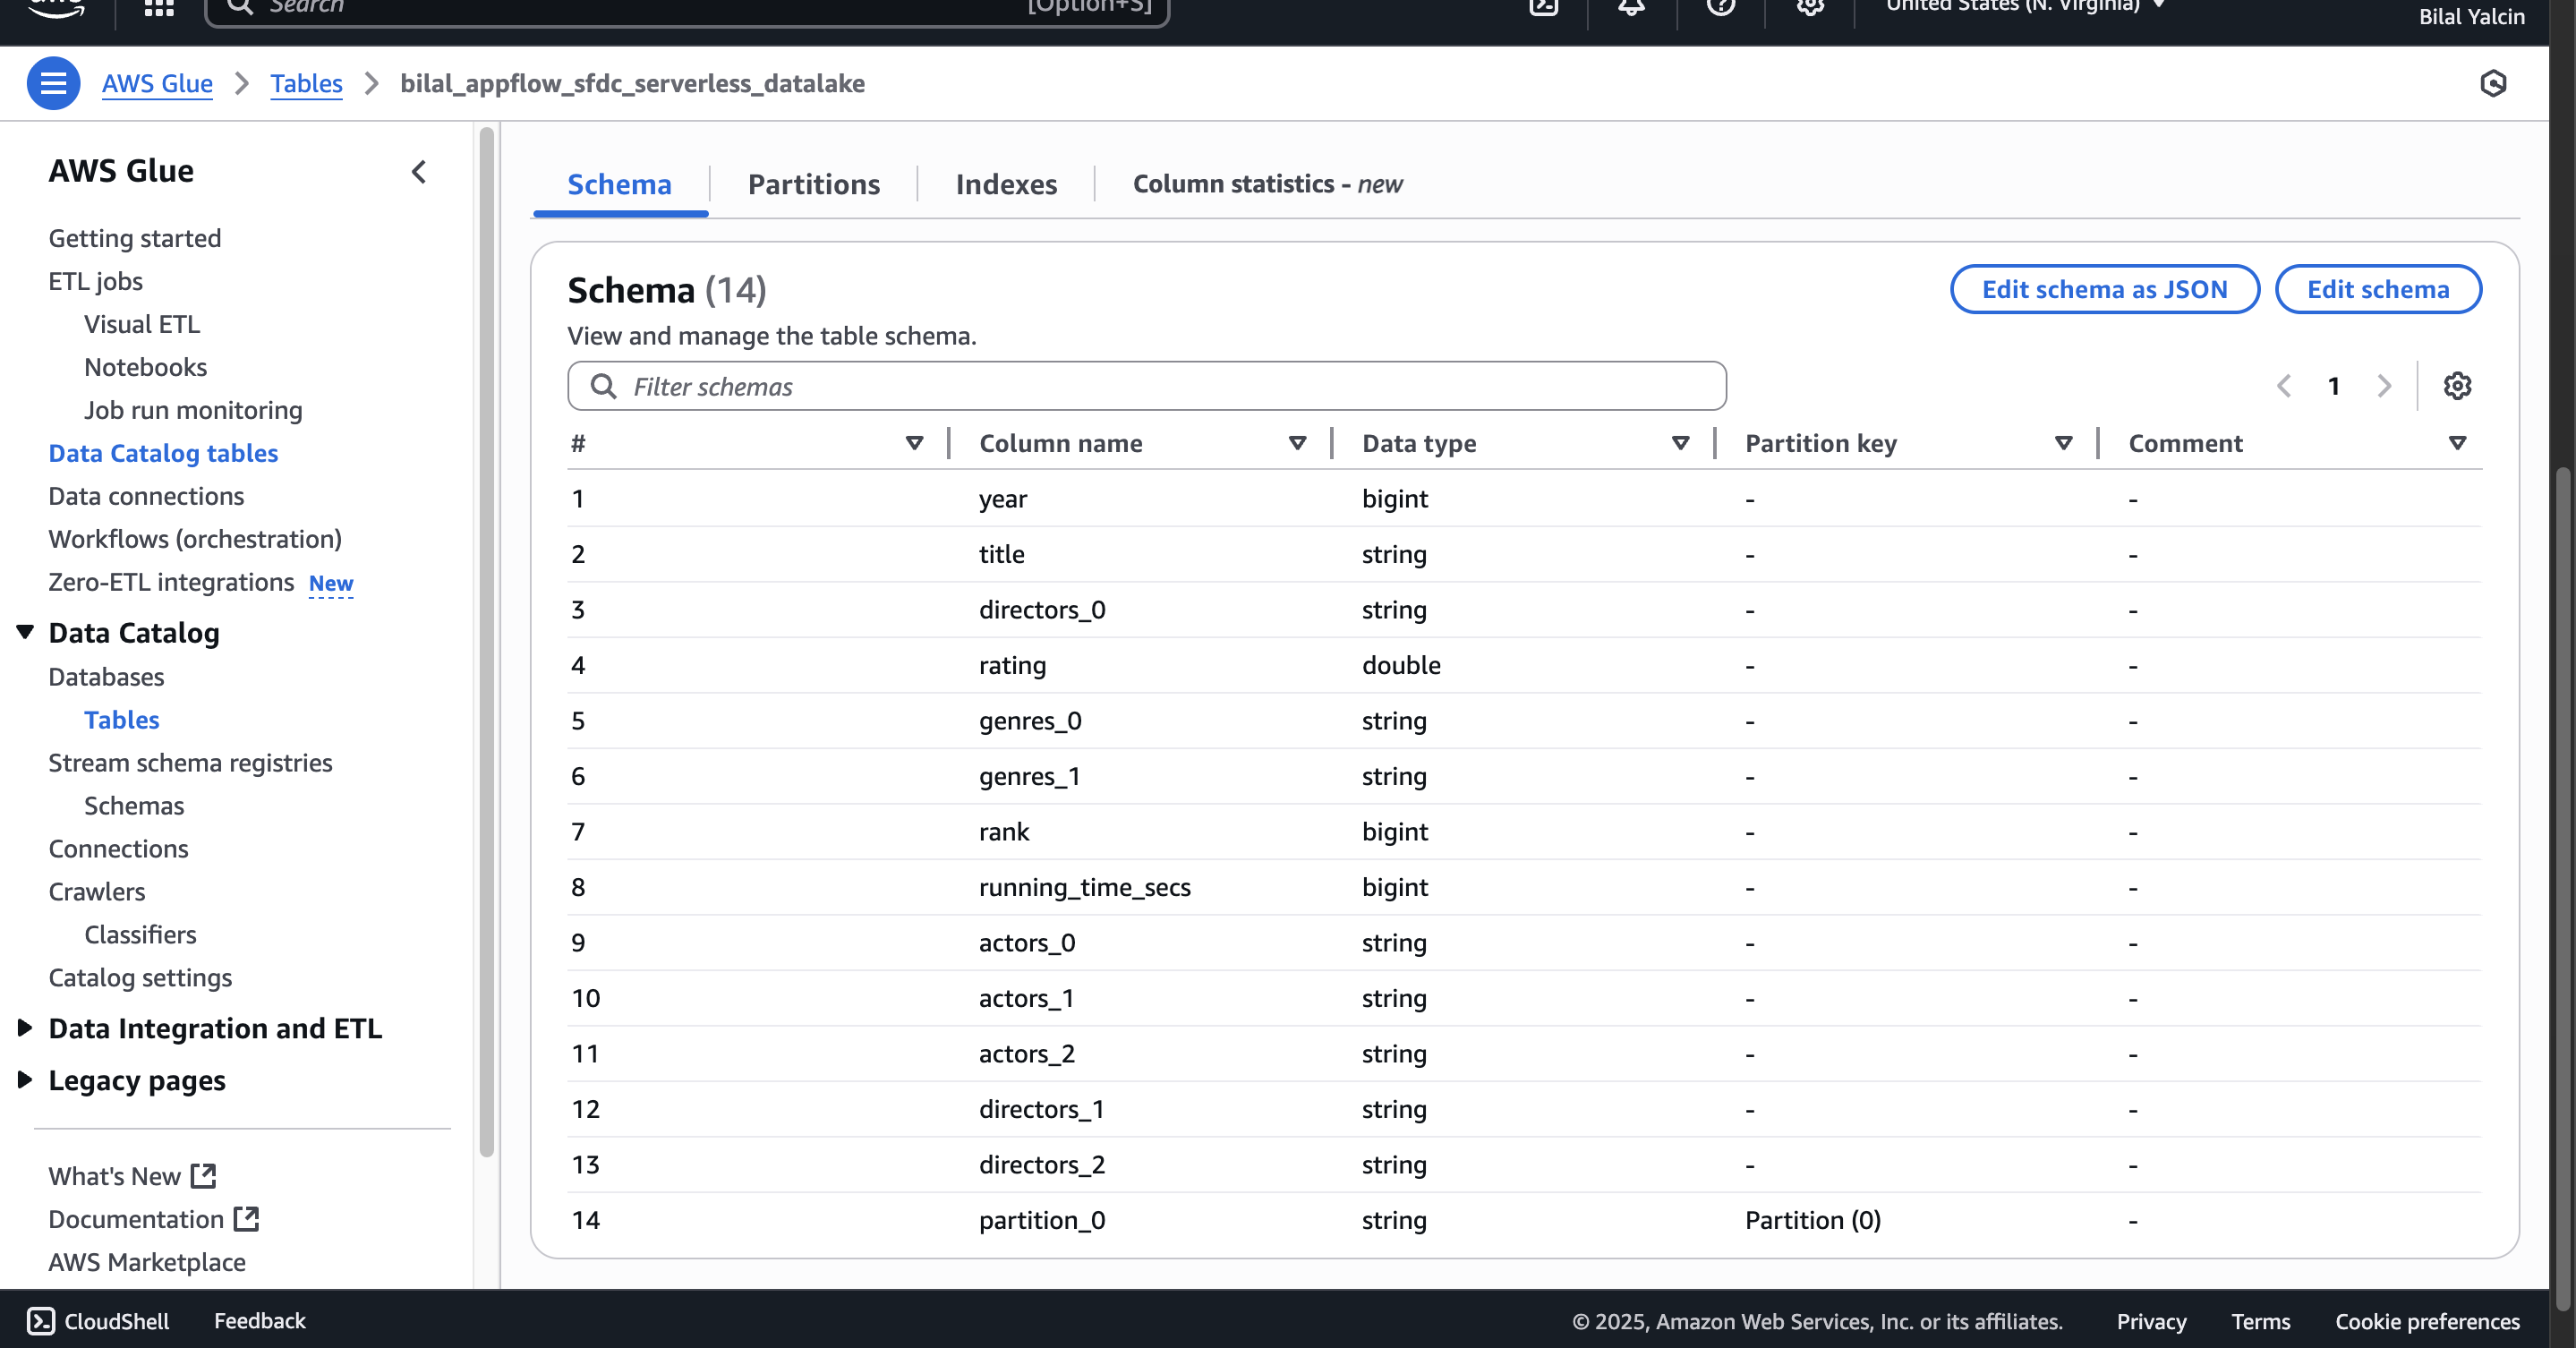 aws
Search
[Option+S]
United States (N. Virginia)
Bilal Yalcin
AWS Glue > Tables > bilal_appflow_sfdc_serverless_datalake
AWS Glue
Getting started
ETL jobs
Visual ETL
Notebooks
Job run monitoring
Data Catalog tables
Data connections
Workflows (orchestration)
Zero-ETL integrations New
Data Catalog
Databases
Tables
Stream schema registries
Schemas
Connections
Crawlers
Classifiers
Catalog settings
Data Integration and ETL
Legacy pages
What's New
Documentation
AWS Marketplace
Schema Partitions Indexes Column statistics - new
Schema (14)
Edit schema as JSON Edit schema
View and manage the table schema.
Filter schemas
1
# Column name Data type Partition key Comment
1 year bigint - -
2 title string - -
3 directors_0 string - -
4 rating double - -
5 genres_0 string - -
6 genres_1 string - -
7 rank bigint - -
8 running_time_secs bigint - -
9 actors_0 string - -
10 actors_1 string - -
11 actors_2 string - -
12 directors_1 string - -
13 directors_2 string - -
14 partition_0 string Partition (0) -
CloudShell Feedback © 2025, Amazon Web Services, Inc. or its affiliates. Privacy Terms Cookie preferences